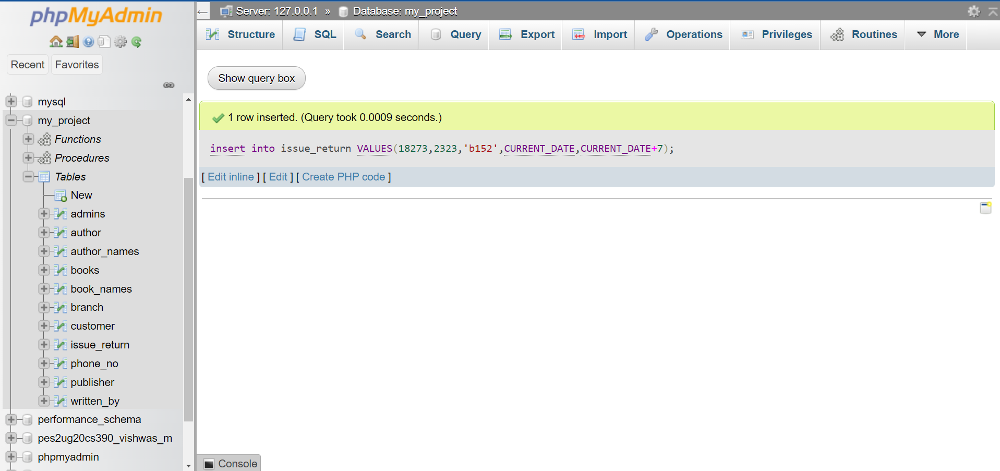 phpMyAdmin
Recent Favorites
mysql
my_project
Functions
Procedures
Tables
New
admins
author
author_names
books
book_names
branch
customer
issue_return
phone_no
publisher
written_by
performance_schema
pes2ug20cs390_vishwas_m
phpmyadmin
← Server: 127.0.0.1 » Database: my_project
Structure SQL Search Query Export Import Operations Privileges Routines More
Show query box
1 row inserted. (Query took 0.0009 seconds.)
insert into issue_return VALUES(18273,2323,'b152',CURRENT_DATE,CURRENT_DATE+7);
[ Edit inline ] [ Edit ] [ Create PHP code ]
Console